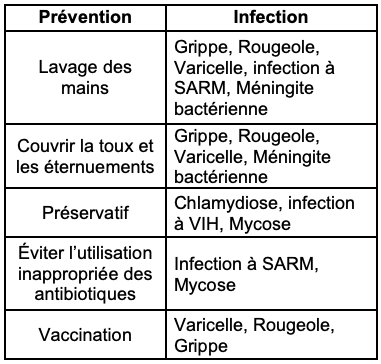 Prévention
Infection
Lavage des
mains
Grippe, Rougeole,
Varicelle, infection à
SARM, Méningite
bactérienne
Couvrir la toux et
les éternuements
Grippe, Rougeole,
Varicelle, Méningite
bactérienne
Préservatif
Chlamydiose, infection
à VIH, Mycose
Éviter l’utilisation
inappropriée des
antibiotiques
Infection à SARM,
Mycose
Vaccination
Varicelle, Rougeole,
Grippe